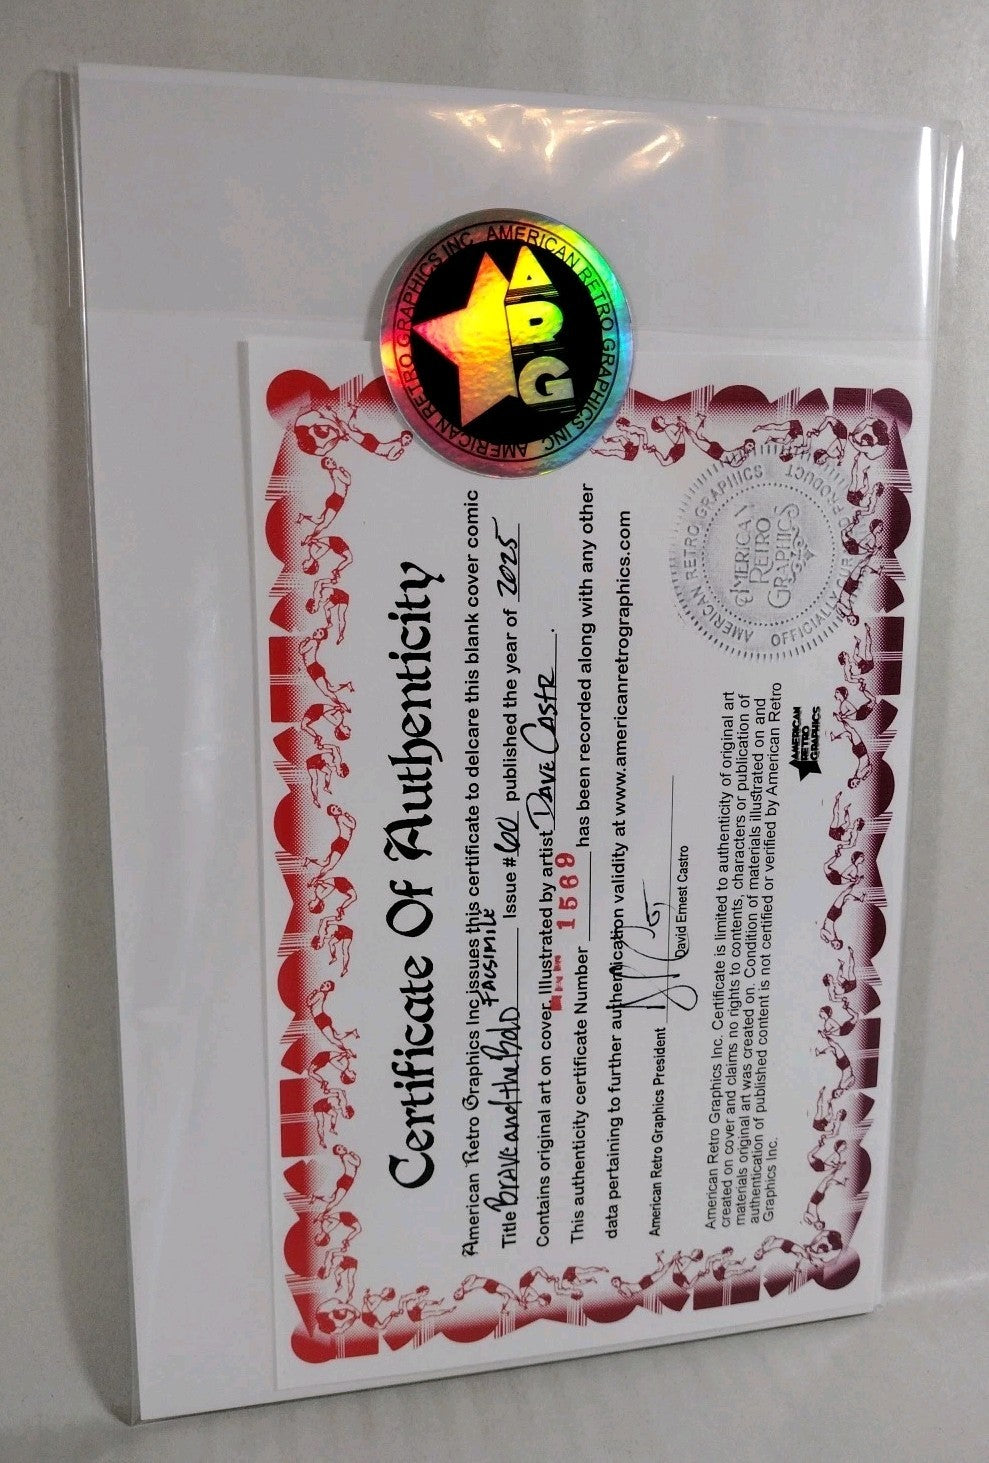 AMERICAN RETRO GRAPHICS INC. AMERICAN RETRO GRAPHICS INC.
ARG
Certificate Of Authenticity
American Retro Graphics Inc issues this certificate to delcare this blank cover comic
FACSIMILE
Title BRAVE and the Bold Issue # 60 published the year of 2025
Contains original art on cover. Illustrated by artist DAVE CASTR.
This authenticity certificate Number 1569 has been recorded along with any other
data pertaining to further authentication validity at www.americanretrographics.com
American Retro Graphics President
David Ernest Castro
American Retro Graphics Inc. Certificate is limited to authenticity of original art
created on cover and claims no rights to contents, characters or publication of
materials original art was created on. Condition of materials illustrated on and
authentication of published content is not certified or verified by American Retro
Graphics Inc.
AMERICAN
RETRO
GRAPHICS
AMERICAN RETRO GRAPHICS
OFFICIALLY PRODUCT
AMERICAN
RETRO
GRAPHICS